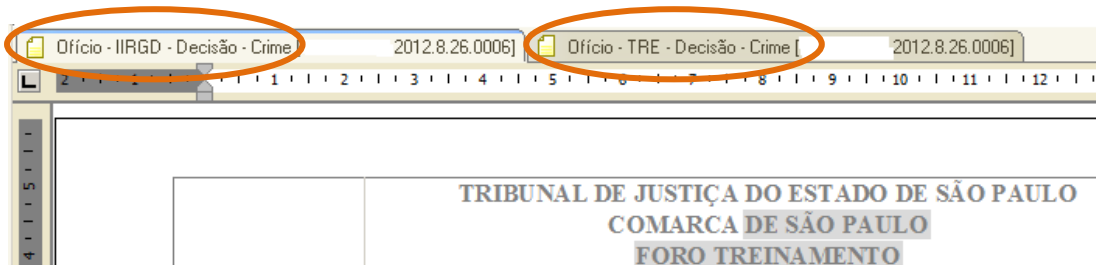 Ofício - IIRGD - Decisão - Crime [ 2012.8.26.0006] Ofício - TRE - Decisão - Crime [ 2012.8.26.0006]
L 2 1 1 2 3 4 5 6 7 8 9 10 11 12
5
4
TRIBUNAL DE JUSTIÇA DO ESTADO DE SÃO PAULO
COMARCA DE SÃO PAULO
FORO TREINAMENTO